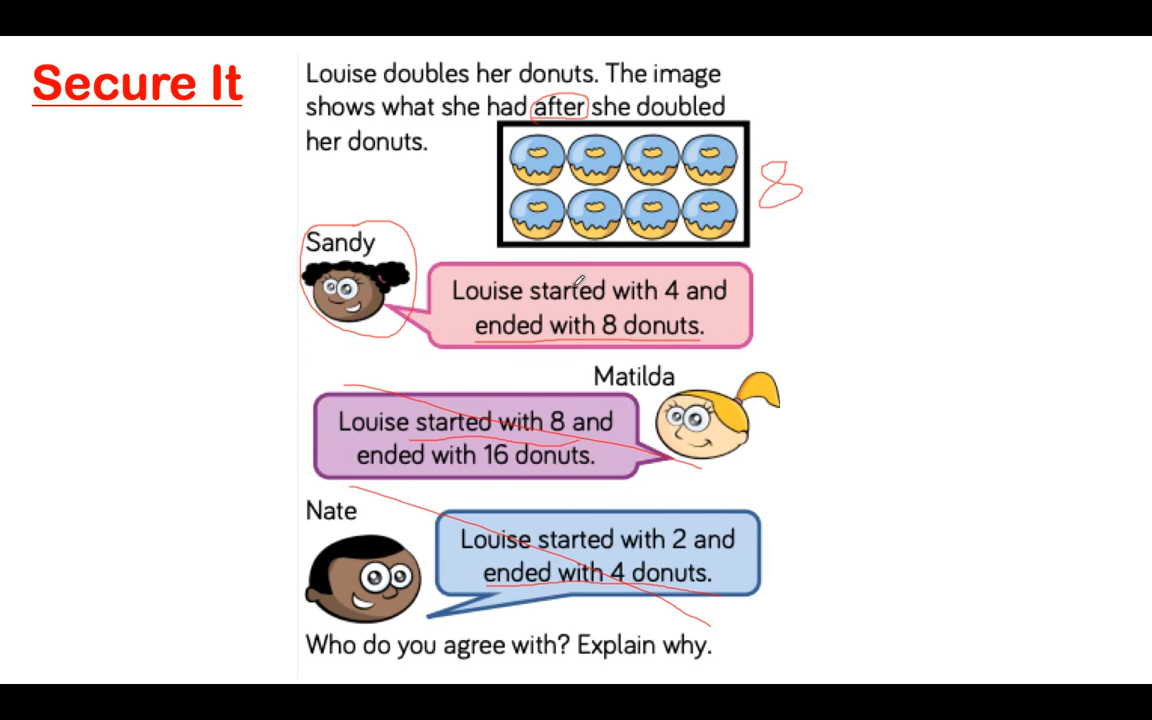 Secure It
Louise doubles her donuts. The image
shows what she had after she doubled
her donuts.
8
Sandy
Louise started with 4 and
ended with 8 donuts.
Matilda
Louise started with 8 and
ended with 16 donuts.
Nate
Louise started with 2 and
ended with 4 donuts.
Who do you agree with? Explain why.